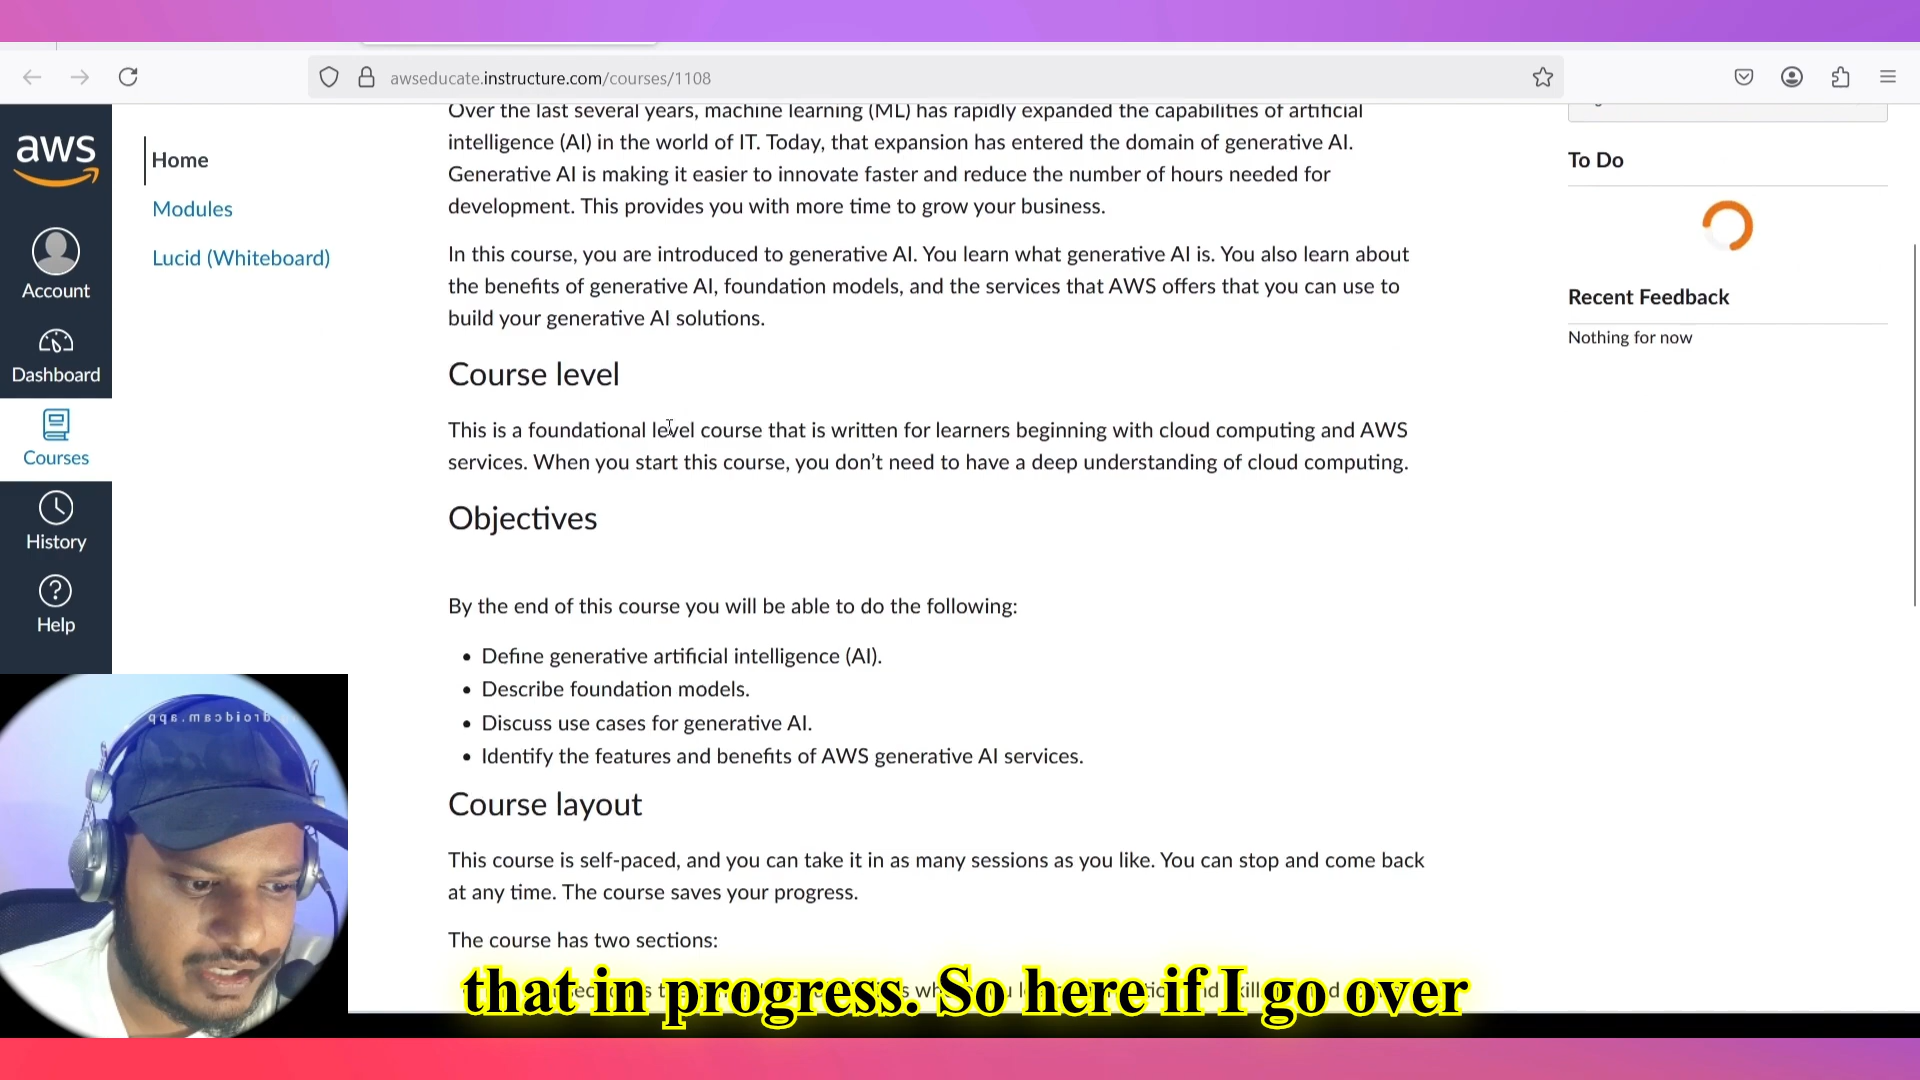 awseducate.instructure.com/courses/1108
aws
Account
Dashboard
Courses
History
Help
Home
Modules
Lucid (Whiteboard)
Over the last several years, machine learning (ML) has rapidly expanded the capabilities of artificial
intelligence (AI) in the world of IT. Today, that expansion has entered the domain of generative AI.
Generative AI is making it easier to innovate faster and reduce the number of hours needed for
development. This provides you with more time to grow your business.
In this course, you are introduced to generative AI. You learn what generative AI is. You also learn about
the benefits of generative AI, foundation models, and the services that AWS offers that you can use to
build your generative AI solutions.
Course level
This is a foundational level course that is written for learners beginning with cloud computing and AWS
services. When you start this course, you don’t need to have a deep understanding of cloud computing.
Objectives
By the end of this course you will be able to do the following:
• Define generative artificial intelligence (AI).
• Describe foundation models.
• Discuss use cases for generative AI.
• Identify the features and benefits of AWS generative AI services.
Course layout
This course is self-paced, and you can take it in as many sessions as you like. You can stop and come back
at any time. The course saves your progress.
The course has two sections:
To Do
Recent Feedback
Nothing for now
droidcam.app
that in progress. So here if I go over